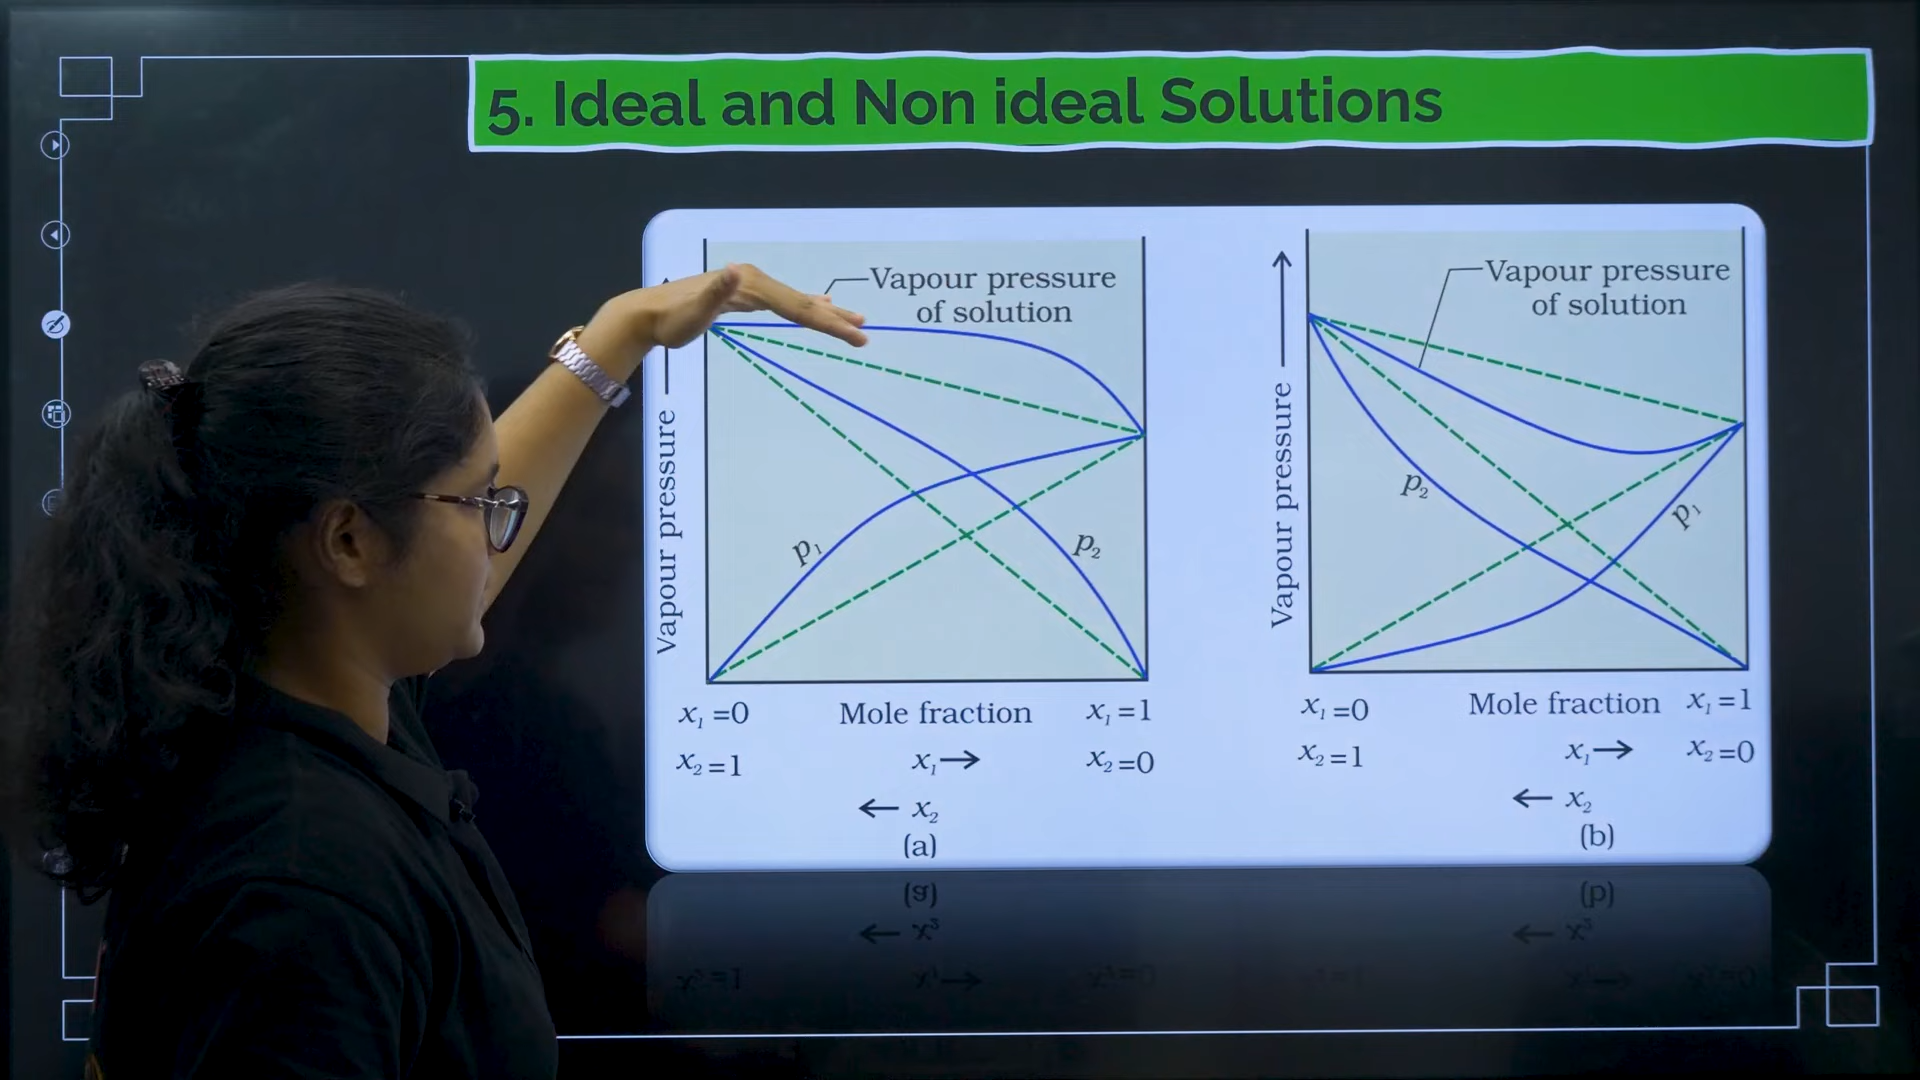 5. Ideal and Non ideal Solutions
Vapour pressure
of solution
Vapour pressure
p₁
p₂
x₁ =0
Mole fraction
x₁ =1
x₂ =1
x₁→
x₂ =0
← x₂
(a)
Vapour pressure
of solution
Vapour pressure
p₂
p₁
x₁ =0
Mole fraction
x₁ =1
x₂ =1
x₁→
x₂ =0
← x₂
(b)